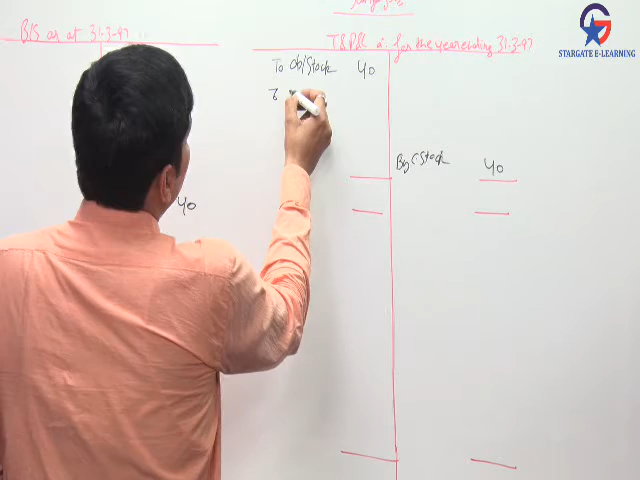 B/S as at 31-3-97
T&P&L a/c for the year ending 31-3-97
STARGATE E-LEARNING
To Op/Stock 40
By C. Stock 40
40